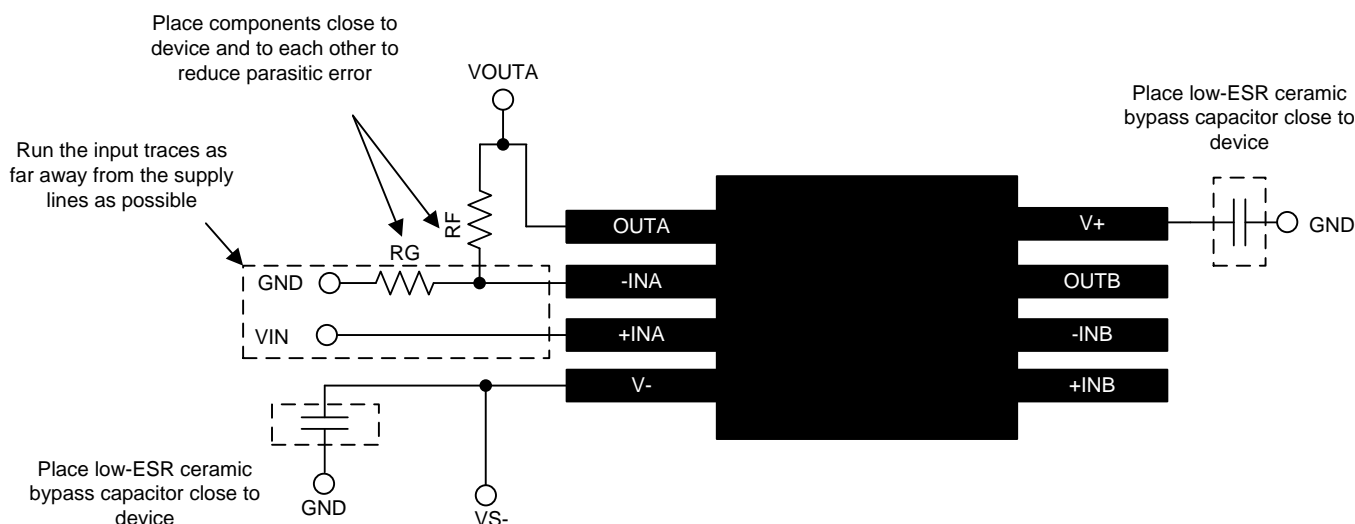 Place components close to
device and to each other to
reduce parasitic error
VOUTA
Place low-ESR ceramic
bypass capacitor close to
device
Run the input traces as
far away from the supply
lines as possible
RF
OUTA
V+
GND
RG
GND
-INA
OUTB
VIN
+INA
-INB
V-
+INB
Place low-ESR ceramic
bypass capacitor close to
device
GND
VS-